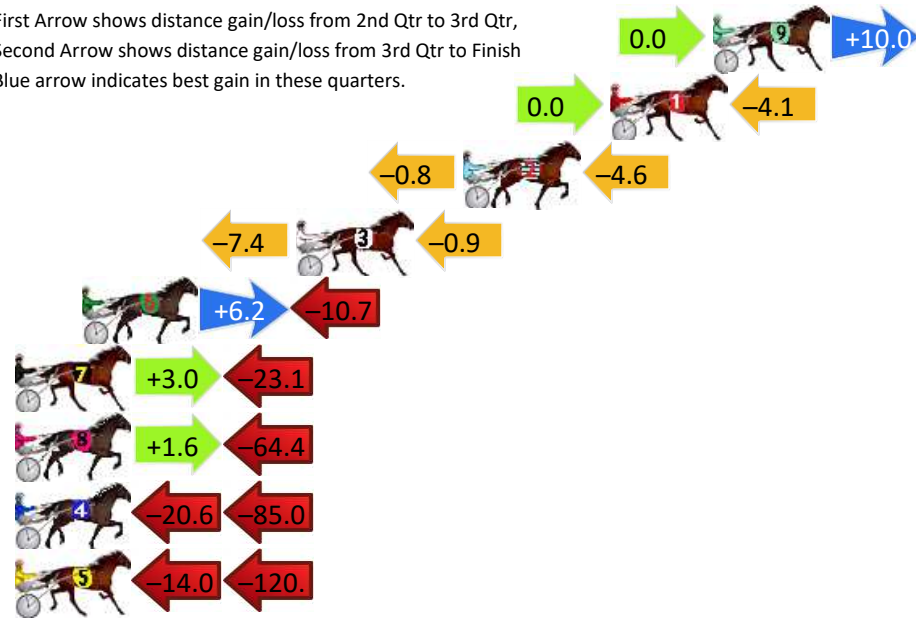 First Arrow shows distance gain/loss from 2nd Qtr to 3rd Qtr,
Second Arrow shows distance gain/loss from 3rd Qtr to Finish
Blue arrow indicates best gain in these quarters.
0.0 9 +10.0
0.0 1 –4.1
–0.8 2 –4.6
–7.4 3 –0.9
6 +6.2 –10.7
7 +3.0 –23.1
8 +1.6 –64.4
4 –20.6 –85.0
5 –14.0 –120.